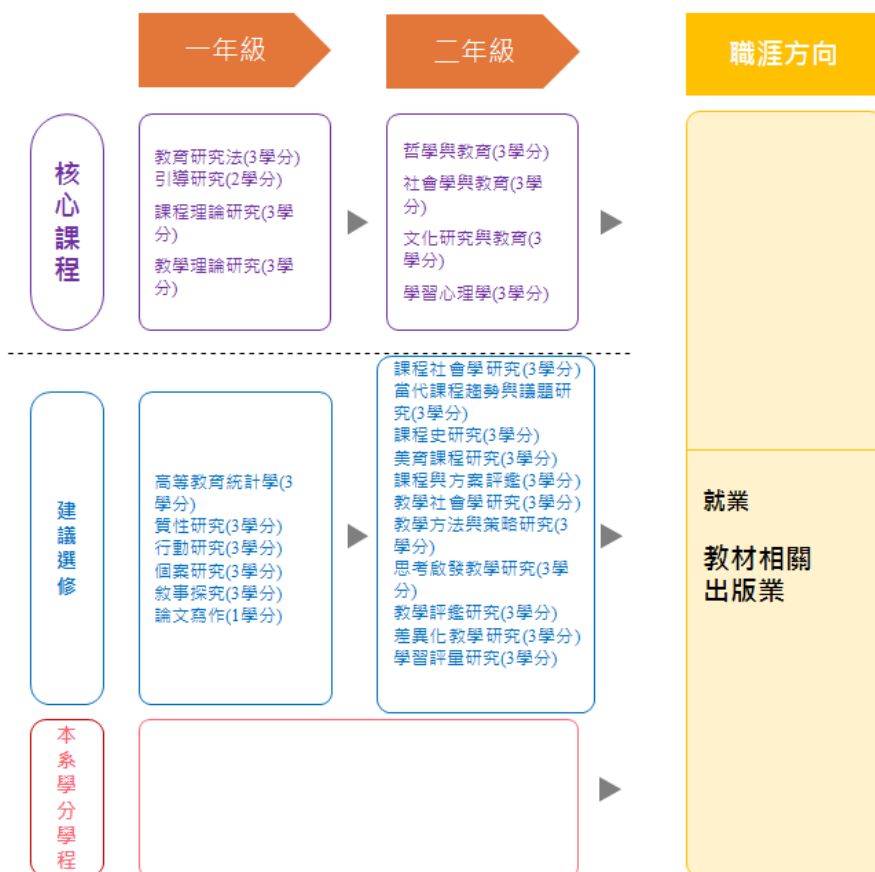 一年級
二年級
職涯方向
核
心
課
程
教育研究法(3學分)
引導研究(2學分)
課程理論研究(3學
分)
教學理論研究(3學
分)
哲學與教育(3學分)
社會學與教育(3學
分)
文化研究與教育(3
學分)
學習心理學(3學分)
建
議
選
修
高等教育統計學(3
學分)
質性研究(3學分)
行動研究(3學分)
個案研究(3學分)
敘事探究(3學分)
論文寫作(1學分)
課程社會學研究(3學分)
當代課程趨勢與議題研
究(3學分)
課程史研究(3學分)
美育課程研究(3學分)
課程與方案評鑑(3學分)
教學社會學研究(3學分)
教學方法與策略研究(3
學分)
思考啟發教學研究(3學
分)
教學評鑑研究(3學分)
差異化教學研究(3學分)
學習評量研究(3學分)
就業
教材相關
出版業
本
系
學
分
學
程